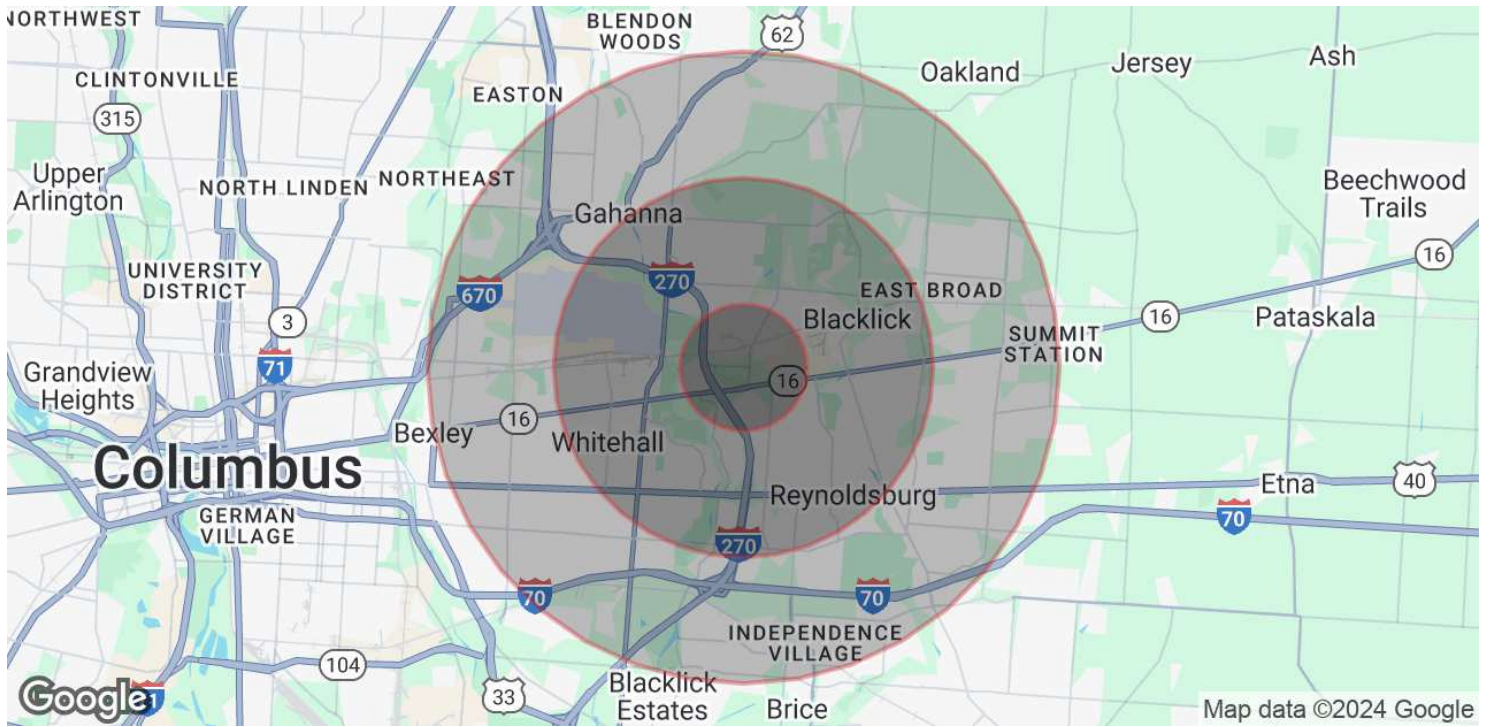 NORTHWEST
BLENDON
WOODS
62
CLINTONVILLE
EASTON
Oakland
Jersey
Ash
315
Upper
Arlington
NORTH LINDEN
NORTHEAST
Gahanna
Beechwood
Trails
16
UNIVERSITY
DISTRICT
670
270
EAST BROAD
Blacklick
3
SUMMIT
STATION
16
Pataskala
71
Grandview
Heights
16
16
Bexley
Whitehall
Columbus
Reynoldsburg
Etna
40
GERMAN
VILLAGE
270
70
70
70
INDEPENDENCE
VILLAGE
104
33
Blacklick
Estates
Brice
Google
Map data ©2024 Google